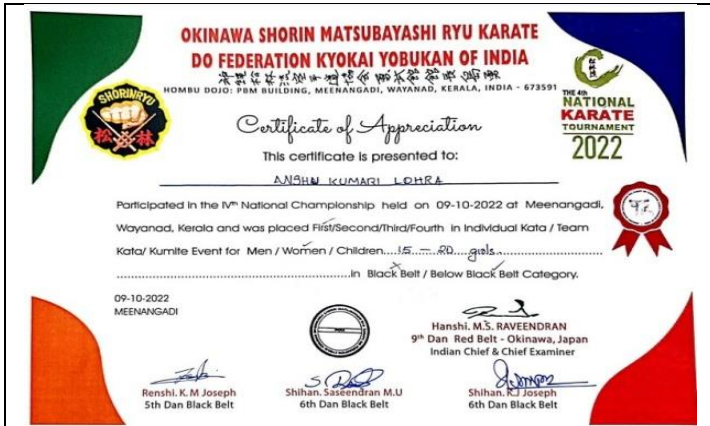 OKINAWA SHORIN MATSUBAYASHI RYU KARATE
DO FEDERATION KYOKAI YOBUKAN OF INDIA
HOMBU DOJO: PBM BUILDING, MEENANGADI, WAYANAD, KERALA, INDIA - 673591
SHORINRYU
松 林
THE 4th
NATIONAL
KARATE
TOURNAMENT
2022
Certificate of Appreciation
This certificate is presented to:
ANSHU KUMARI LOHRA
Participated in the IVth National Championship held on 09-10-2022 at Meenangadi,
Wayanad, Kerala and was placed First/Second/Third/Fourth in Individual Kata / Team
Kata/ Kumite Event for Men / Women / Children....15 - 20 girls....
....in Black Belt / Below Black Belt Category.
09-10-2022
MEENANGADI
Hanshi. M.S. RAVEENDRAN
9th Dan Red Belt - Okinawa, Japan
Indian Chief & Chief Examiner
Renshi. K. M Joseph
5th Dan Black Belt
Shihan. Saseendran M.U
6th Dan Black Belt
Shihan. K.J Joseph
6th Dan Black Belt